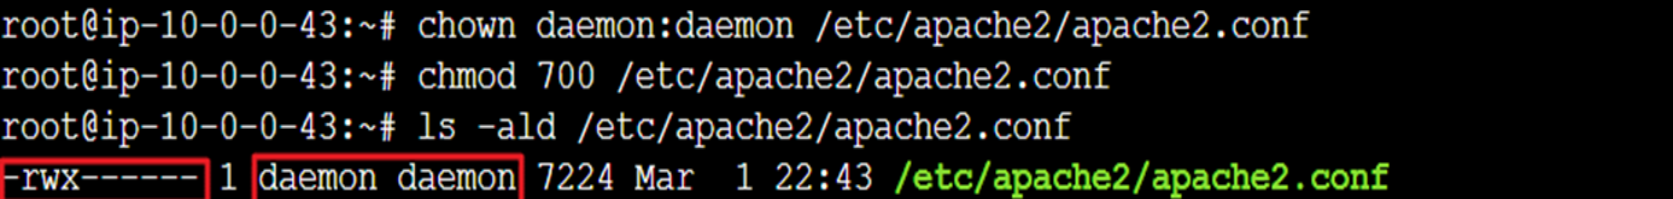 root@ip-10-0-0-43:~# chown daemon:daemon /etc/apache2/apache2.conf
root@ip-10-0-0-43:~# chmod 700 /etc/apache2/apache2.conf
root@ip-10-0-0-43:~# ls -ald /etc/apache2/apache2.conf
-rwx------ 1 daemon daemon 7224 Mar  1 22:43 /etc/apache2/apache2.conf